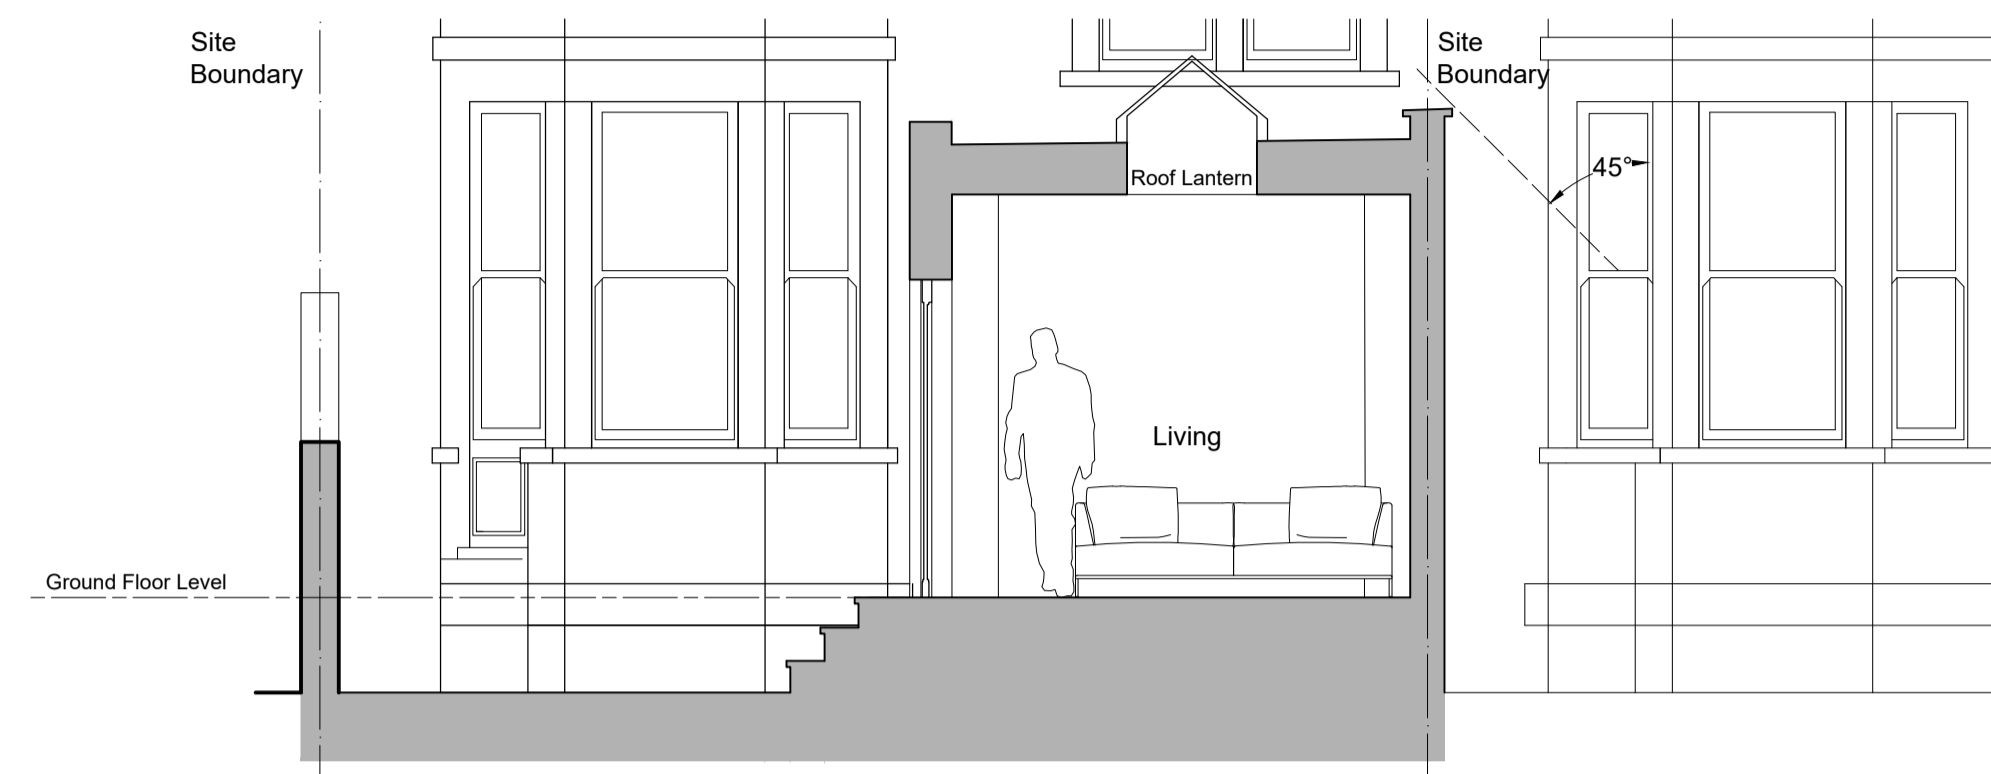 Site
Boundary
Site
Boundary
45°
Roof Lantern
Living
Ground Floor Level